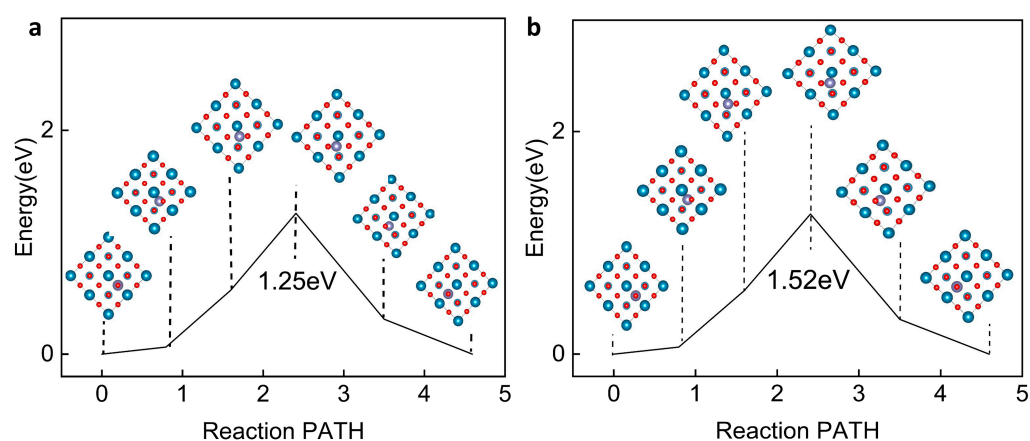 a
Energy(eV)
2
0
1.25eV
0 1 2 3 4 5
Reaction PATH
b
Energy(eV)
2
0
1.52eV
0 1 2 3 4 5
Reaction PATH